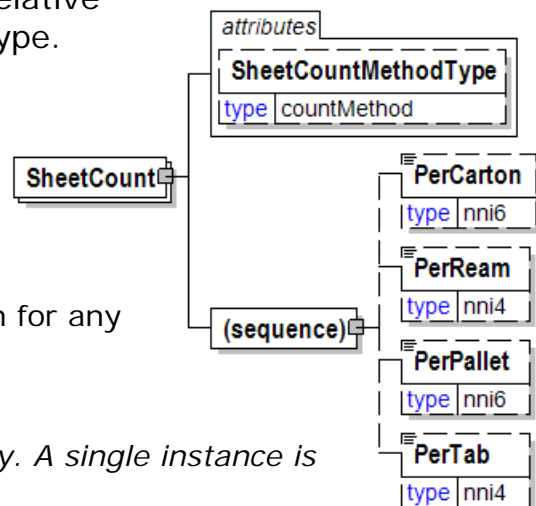 relative
ype.
attributes
SheetCountMethodType
type countMethod
SheetCount
PerCarton
type nni6
PerReam
type nni4
n for any
(sequence)
PerPallet
type nni6
y. A single instance is
PerTab
type nni4